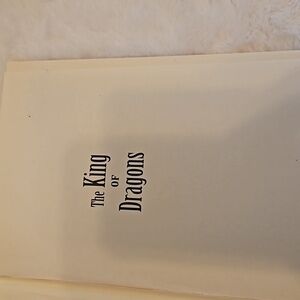 The King
OF
Dragons